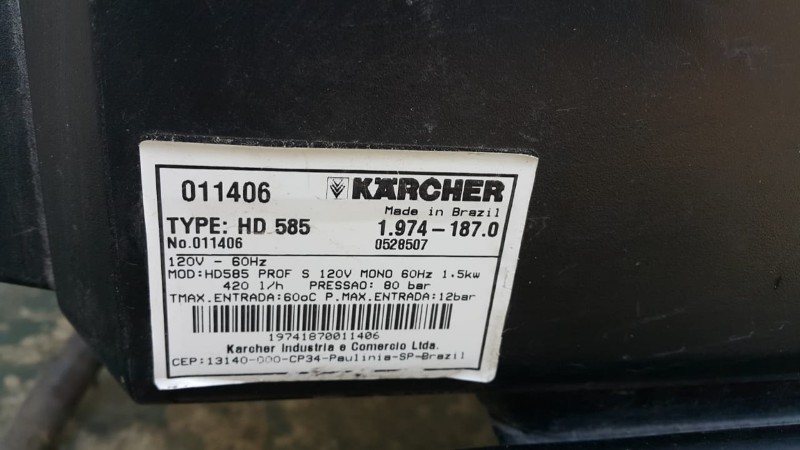 011406 KÄRCHER
Made in Brazil
TYPE: HD 585 1.974-187.0
No.011406 0528507
120V - 60Hz
MOD:HD585 PROF S 120V MONO 60Hz 1.5kw
420 l/h PRESSAO: 80 bar
TMAX.ENTRADA:60oC P.MAX.ENTRADA:12bar
19741870011406
Karcher Industria e Comercio Ltda.
CEP:13140-000-CP34-Paulinia-SP-Brazil